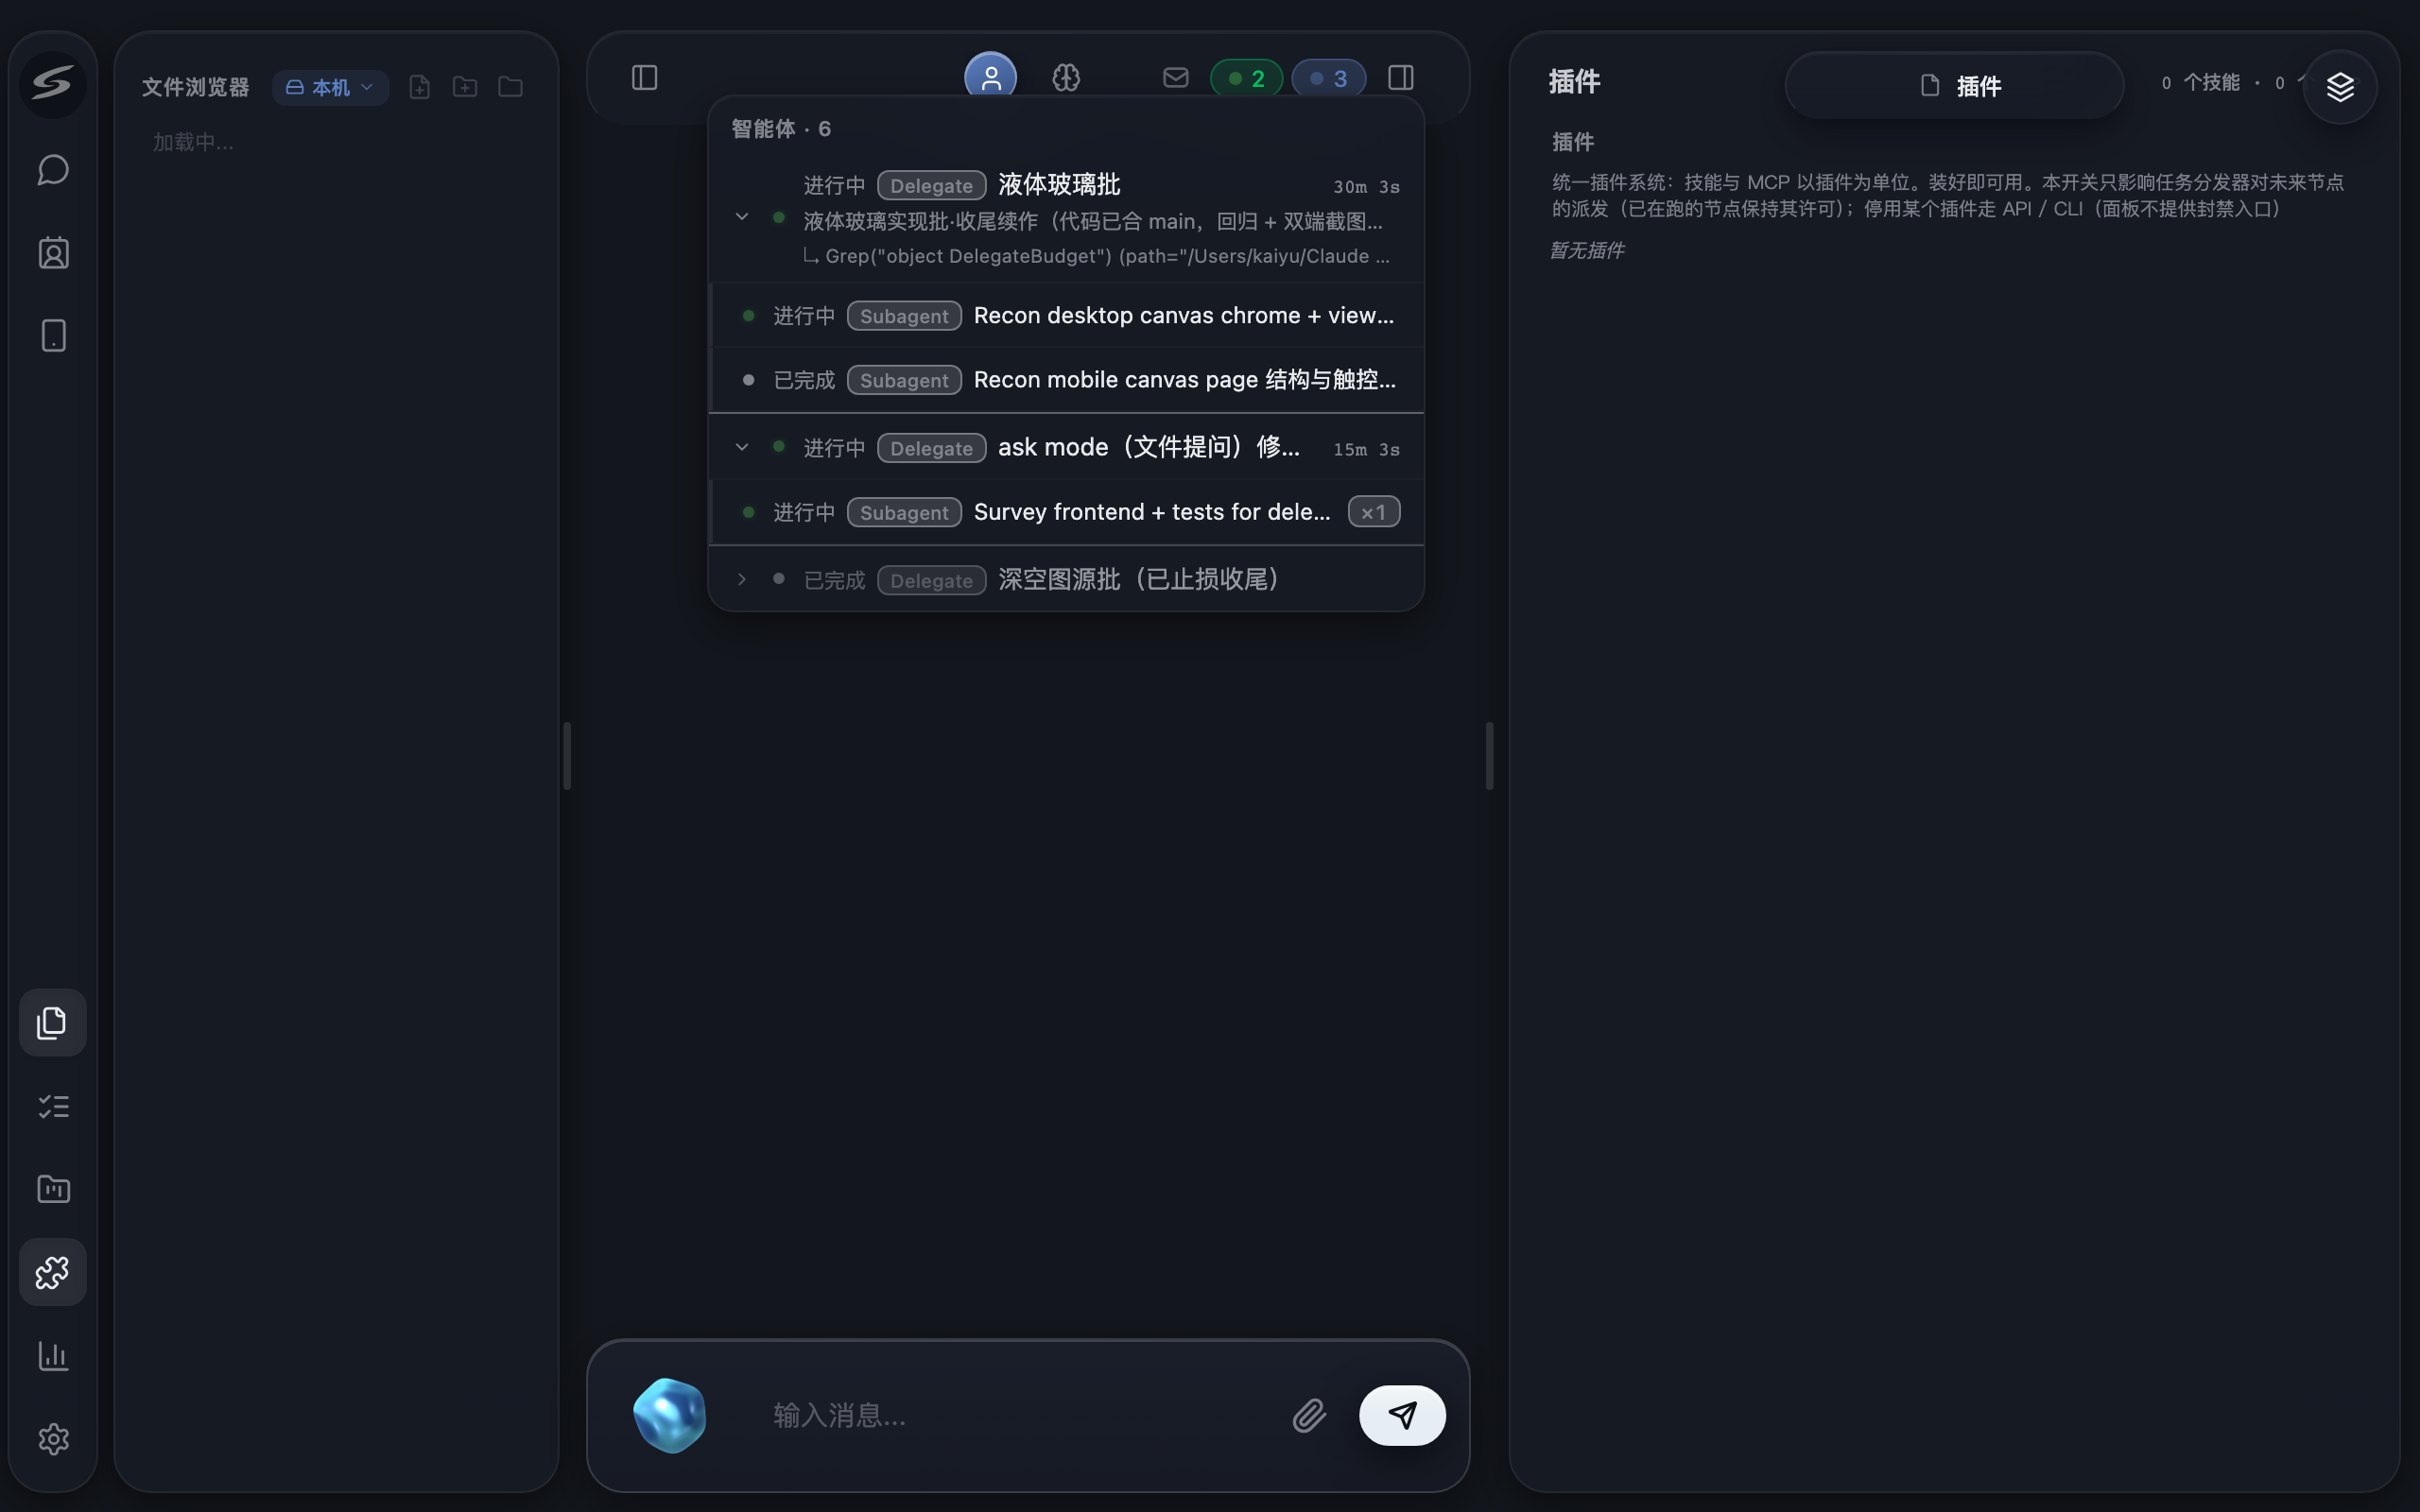 文件浏览器 本机
加载中...
2 3
智能体 · 6
进行中 Delegate 液体玻璃批 30m 3s
液体玻璃实现批·收尾续作（代码已合 main，回归 + 双端截图...
Grep("object DelegateBudget") (path="/Users/kaiyu/Claude ...
进行中 Subagent Recon desktop canvas chrome + view...
已完成 Subagent Recon mobile canvas page 结构与触控...
进行中 Delegate ask mode（文件提问）修... 15m 3s
进行中 Subagent Survey frontend + tests for dele... ×1
已完成 Delegate 深空图源批（已止损收尾）
输入消息...
插件 插件 0 个技能 · 0
插件
统一插件系统：技能与 MCP 以插件为单位。装好即可用。本开关只影响任务分发器对未来节点
的派发（已在跑的节点保持其许可）；停用某个插件走 API / CLI（面板不提供封禁入口）
暂无插件